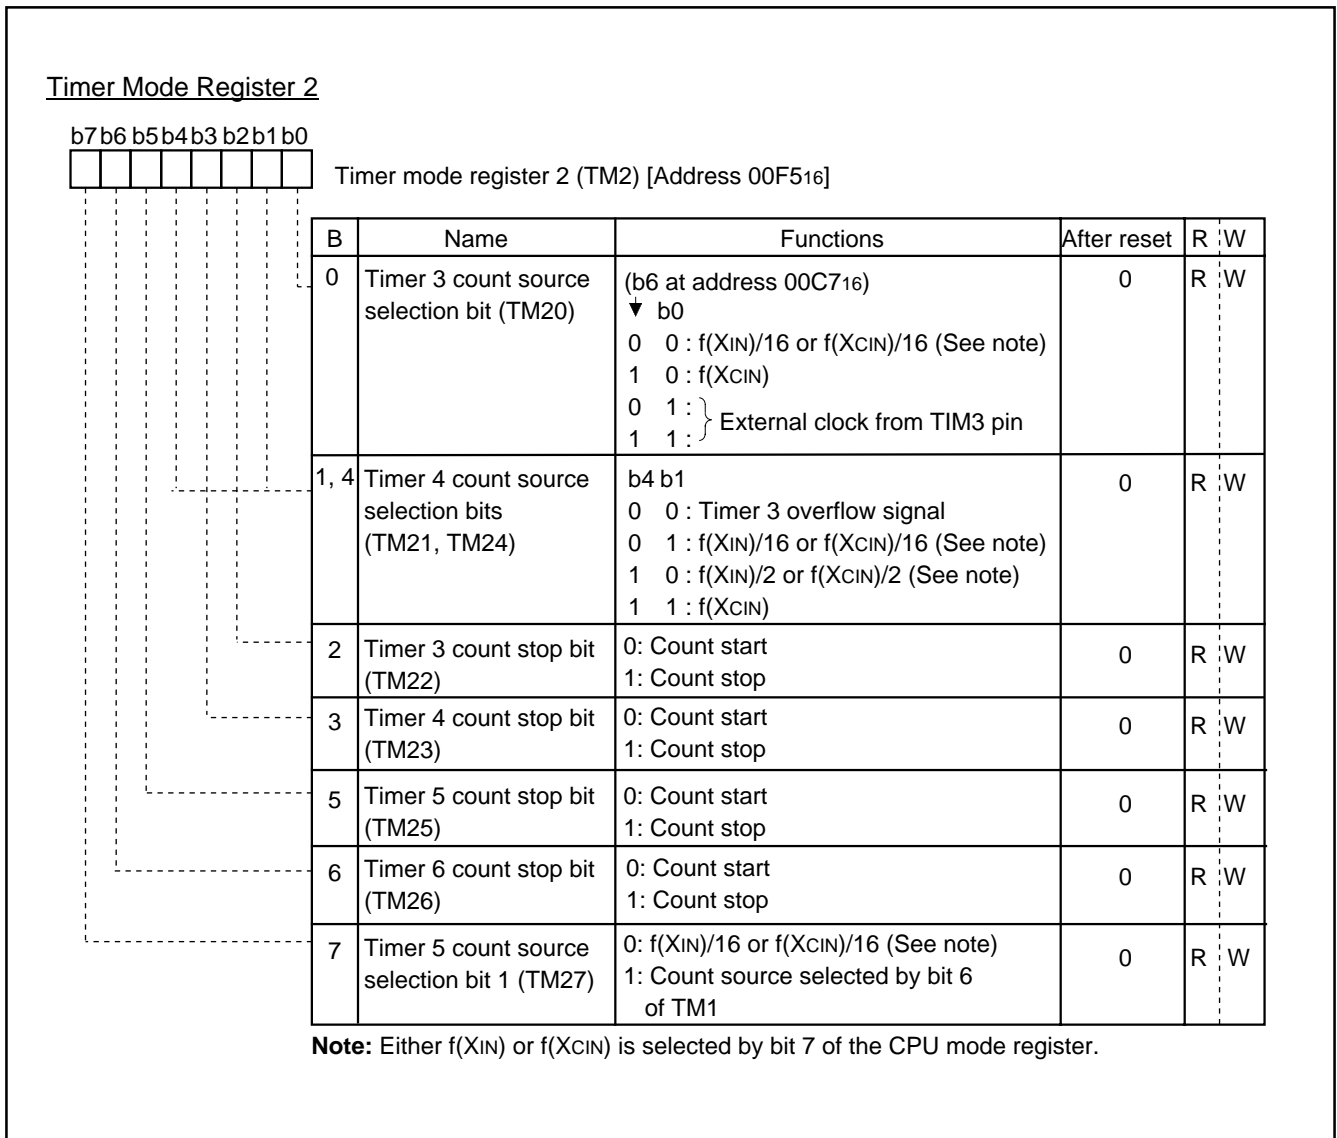 Timer Mode Register 2
b7 b6 b5 b4 b3 b2 b1 b0
Timer mode register 2 (TM2) [Address 00F516]
B Name Functions After reset R W
0 Timer 3 count source selection bit (TM20)
(b6 at address 00C716)
b0
0 0 : f(XIN)/16 or f(XCIN)/16 (See note)
1 0 : f(XCIN)
0 1 :
1 1 :
External clock from TIM3 pin
0 R W
1, 4 Timer 4 count source
selection bits
(TM21, TM24)
b4 b1
0 0 : Timer 3 overflow signal
0 1 : f(XIN)/16 or f(XCIN)/16 (See note)
1 0 : f(XIN)/2 or f(XCIN)/2 (See note)
1 1 : f(XCIN)
0 R W
2 Timer 3 count stop bit
(TM22)
0: Count start
1: Count stop
0 R W
3 Timer 4 count stop bit
(TM23)
0: Count start
1: Count stop
0 R W
5 Timer 5 count stop bit
(TM25)
0: Count start
1: Count stop
0 R W
6 Timer 6 count stop bit
(TM26)
0: Count start
1: Count stop
0 R W
7 Timer 5 count source
selection bit 1 (TM27)
0: f(XIN)/16 or f(XCIN)/16 (See note)
1: Count source selected by bit 6
of TM1
0 R W
Note: Either f(XIN) or f(XCIN) is selected by bit 7 of the CPU mode register.